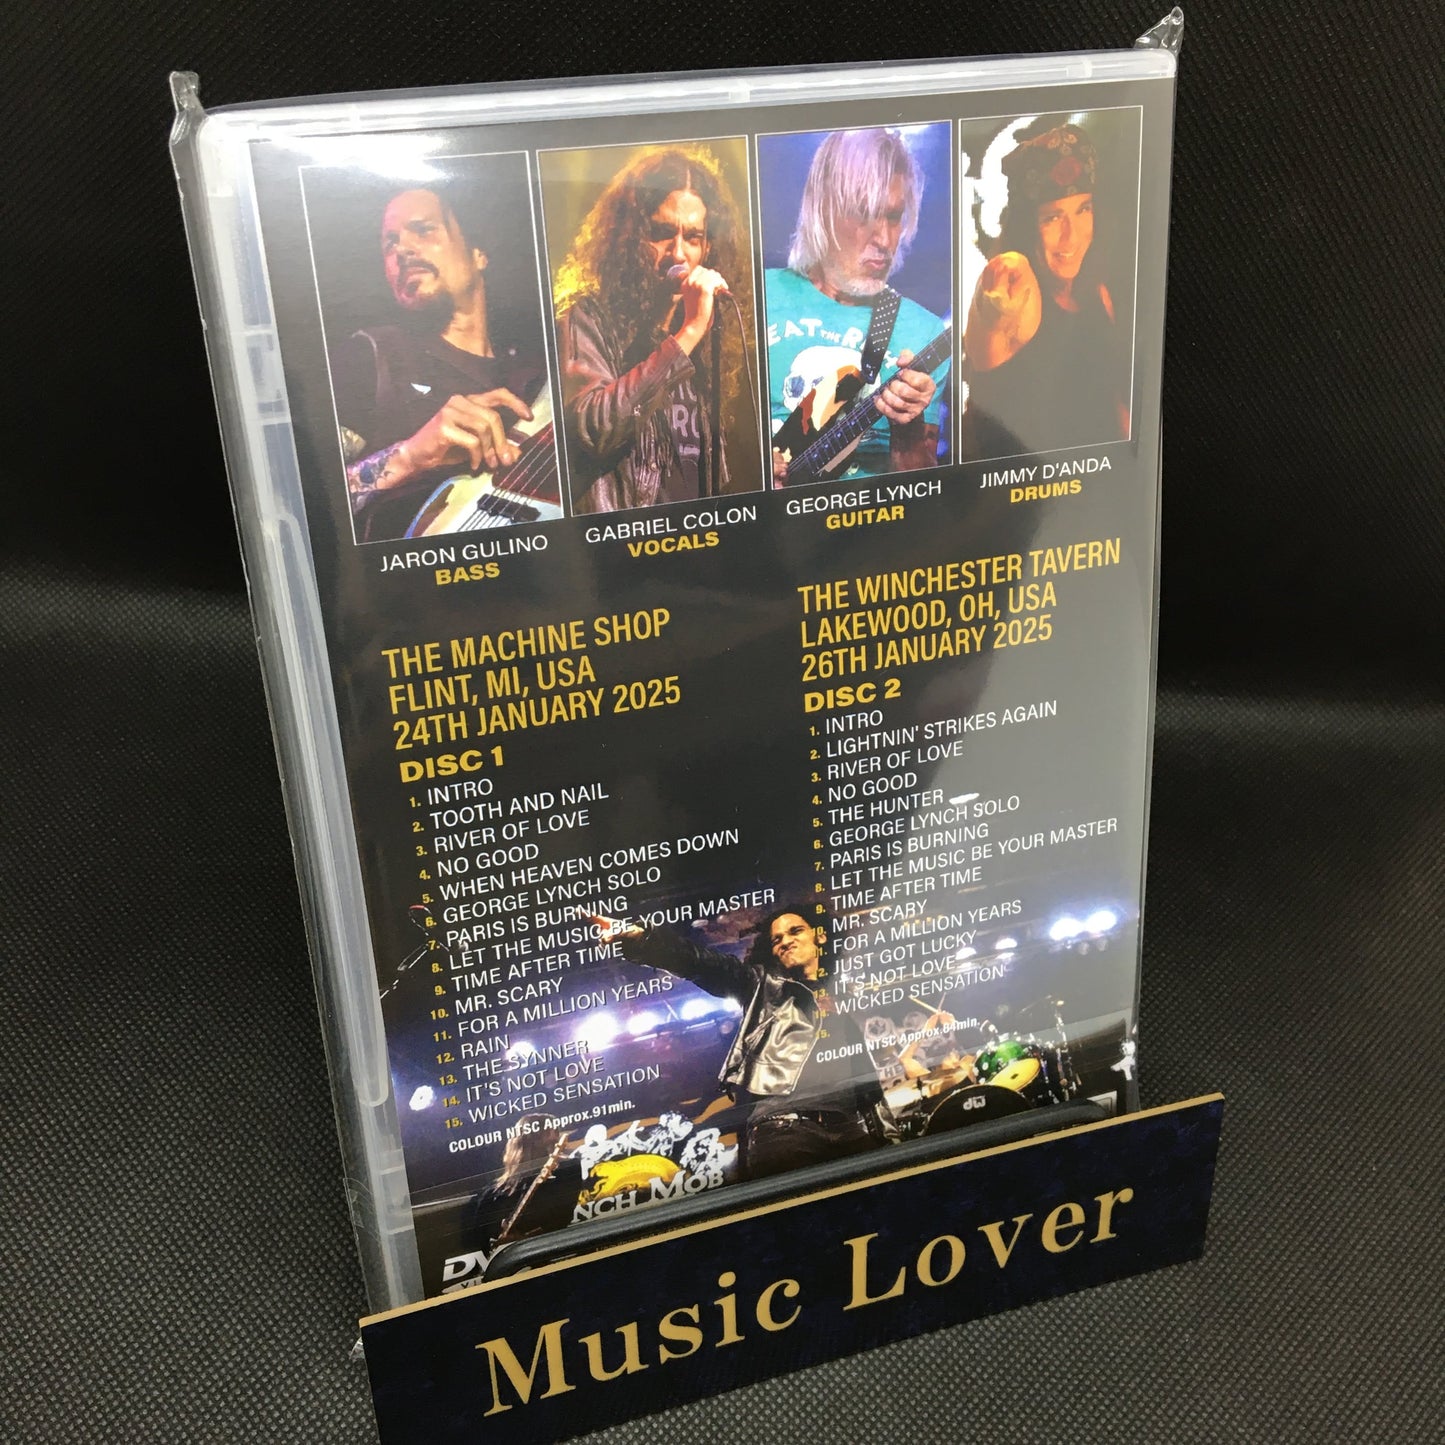 EAT THE R
JARON GULINO
BASS
GABRIEL COLON
VOCALS
GEORGE LYNCH
GUITAR
JIMMY D'ANDA
DRUMS
THE MACHINE SHOP
FLINT, MI, USA
24TH JANUARY 2025
DISC 1
1. INTRO
2. TOOTH AND NAIL
3. RIVER OF LOVE
4. NO GOOD
5. WHEN HEAVEN COMES DOWN
6. GEORGE LYNCH SOLO
7. PARIS IS BURNING
8. LET THE MUSIC BE YOUR MASTER
9. TIME AFTER TIME
10. MR. SCARY
11. FOR A MILLION YEARS
12. RAIN
13. THE SYNNER
14. IT'S NOT LOVE
15. WICKED SENSATION
COLOUR NTSC Approx.91min.
THE WINCHESTER TAVERN
LAKEWOOD, OH, USA
26TH JANUARY 2025
DISC 2
1. INTRO
2. LIGHTNIN' STRIKES AGAIN
3. RIVER OF LOVE
4. NO GOOD
5. THE HUNTER
6. GEORGE LYNCH SOLO
7. PARIS IS BURNING
8. LET THE MUSIC BE YOUR MASTER
9. TIME AFTER TIME
10. MR. SCARY
11. FOR A MILLION YEARS
12. JUST GOT LUCKY
13. IT'S NOT LOVE
14. WICKED SENSATION
15.
COLOUR NTSC Approx.84min.
dw
NCH MOB
DV
Music Lover